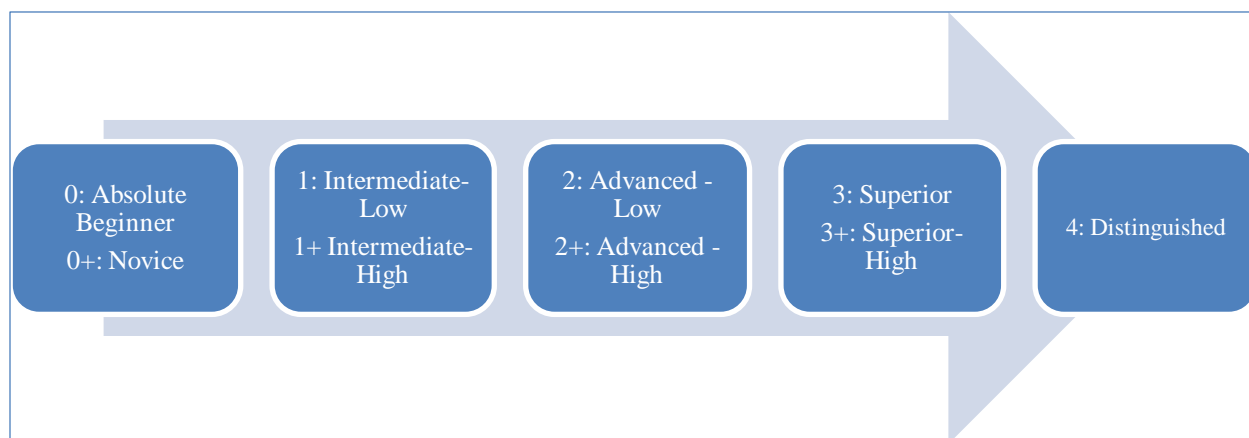 0: Absolute
Beginner
0+: Novice
1: Intermediate-
Low
1+ Intermediate-
High
2: Advanced -
Low
2+: Advanced -
High
3: Superior
3+: Superior-
High
4: Distinguished